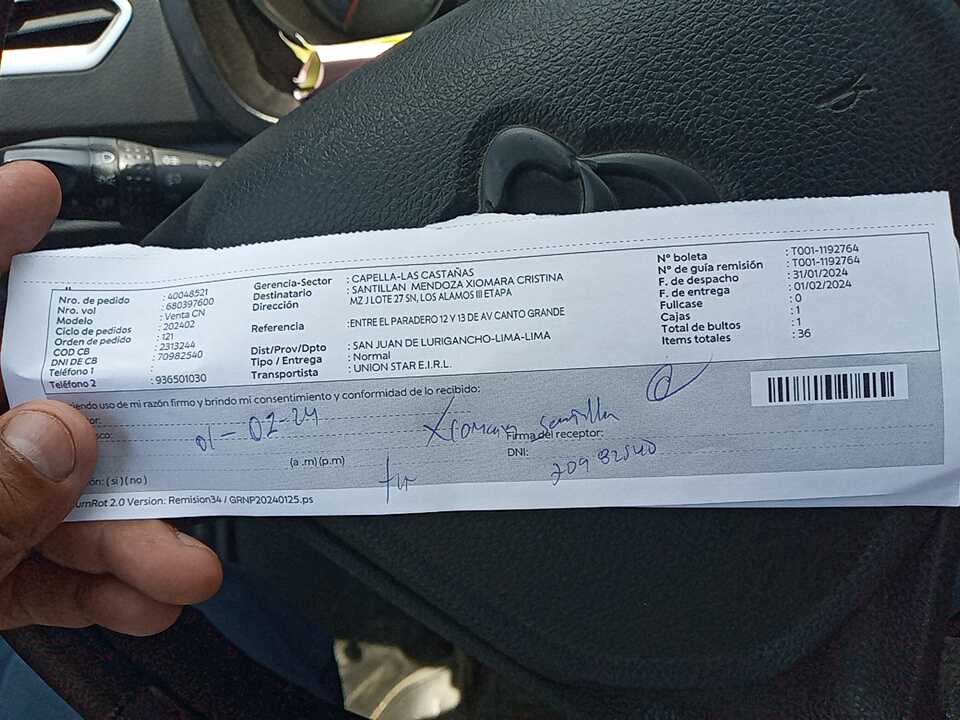 Nro. de pedido : 40048521
Nro. vol : 680397600
Modelo : Venta CN
Ciclo de pedidos : 202402
Orden de pedido : 121
COD CB : 2313244
DNI DE CB : 70982540
Teléfono 1 :
Teléfono 2 : 936501030
Gerencia-Sector : CAPELLA-LAS CASTAÑAS
Destinatario : SANTILLAN MENDOZA XIOMARA CRISTINA
Dirección MZ J LOTE 27 SN, LOS ALAMOS III ETAPA
Referencia :ENTRE EL PARADERO 12 Y 13 DE AV CANTO GRANDE
Dist/Prov/Dpto : SAN JUAN DE LURIGANCHO-LIMA-LIMA
Tipo / Entrega : Normal
Transportista : UNION STAR E.I.R.L.
N° boleta : T001-1192764
N° de guía remisión : T001-1192764
F. de despacho : 31/01/2024
F. de entrega : 01/02/2024
Fullcase : 0
Cajas : 1
Total de bultos : 1
Items totales : 36
iendo uso de mi razón firmo y brindo mi consentimiento y conformidad de lo recibido:
or:
01-02-24
Xiomara Santillan
Firma del receptor:
(a .m) (p.m)
DNI: 70982540
ón: ( si ) ( no )
umRot 2.0 Version: Remision34 / GRNP20240125.ps